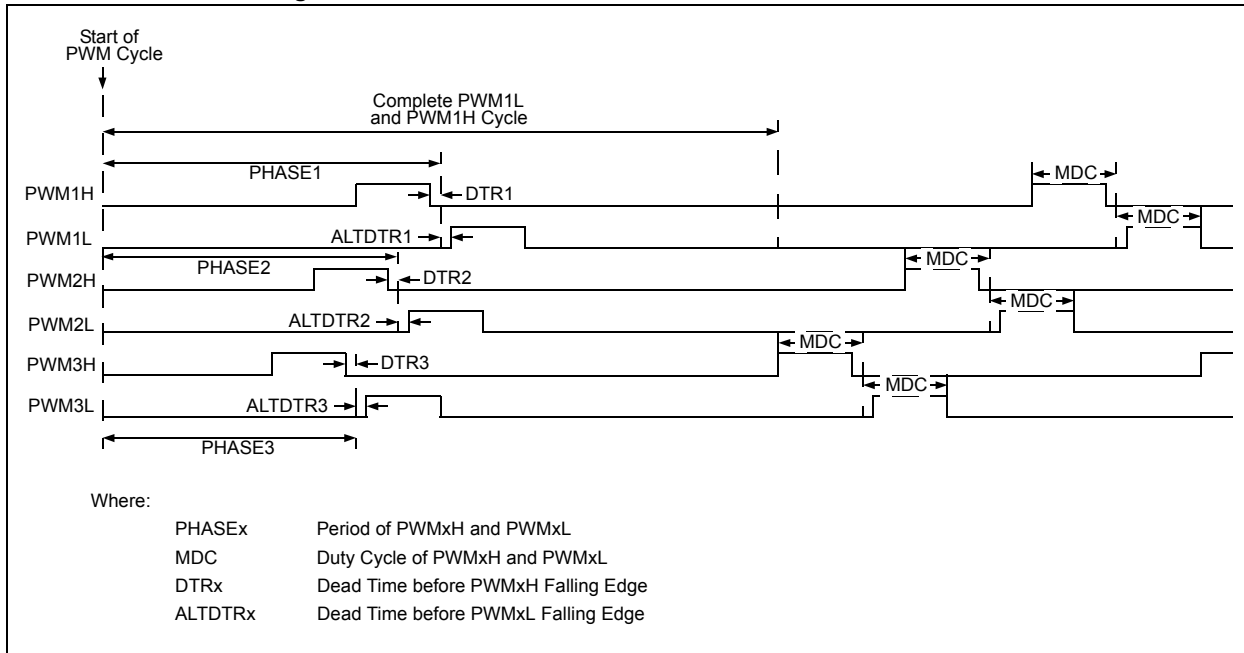 Start of
PWM Cycle
Complete PWM1L
and PWM1H Cycle
PHASE1
MDC
PWM1H
DTR1
MDC
PWM1L
ALTDTR1
PHASE2
MDC
PWM2H
DTR2
MDC
PWM2L
ALTDTR2
MDC
PWM3H
DTR3
MDC
PWM3L
ALTDTR3
PHASE3
Where:
PHASEx Period of PWMxH and PWMxL
MDC Duty Cycle of PWMxH and PWMxL
DTRx Dead Time before PWMxH Falling Edge
ALTDTRx Dead Time before PWMxL Falling Edge